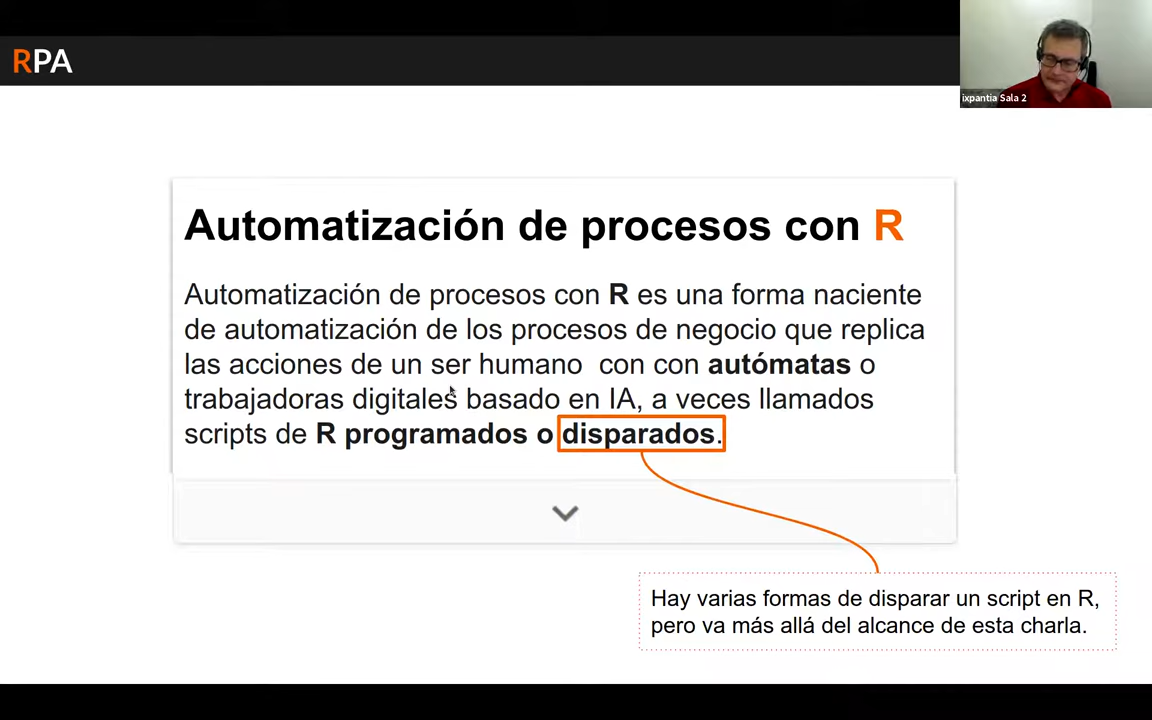 RPA
ixpantia Sala 2
Automatización de procesos con R
Automatización de procesos con R es una forma naciente
de automatización de los procesos de negocio que replica
las acciones de un ser humano  con con autómatas o
trabajadoras digitales basado en IA, a veces llamados
scripts de R programados o disparados.
Hay varias formas de disparar un script en R,
pero va más allá del alcance de esta charla.